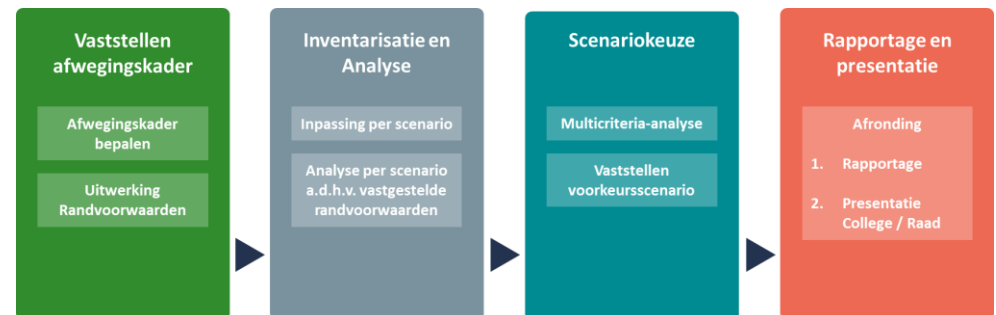 Vaststellen
afwegingskader
Afwegingskader
bepalen
Uitwerking
Randvoorwaarden
Inventarisatie en
Analyse
Inpassing per scenario
Analyse per scenario
a.d.h.v. vastgestelde
randvoorwaarden
Scenariokeuze
Multicriteria-analyse
Vaststellen
voorkeursscenario
Rapportage en
presentatie
Afronding
1. Rapportage
2. Presentatie
College / Raad